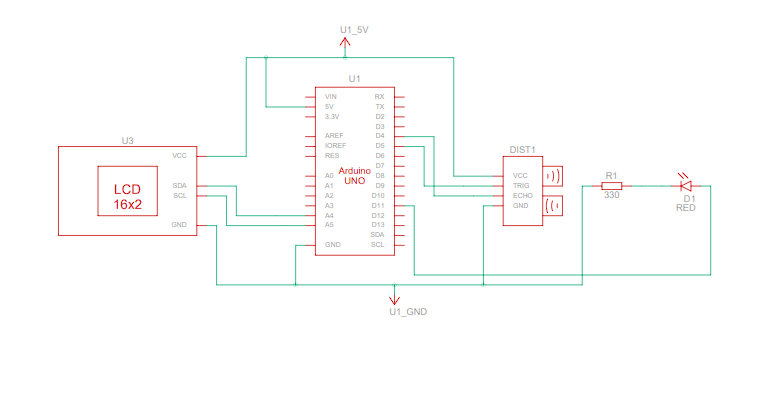 U1_5V
U1
VIN
5V
3.3V
AREF
IOREF
RES
A0
A1
A2
A3
A4
A5
GND
Arduino
UNO
RX
TX
D2
D3
D4
D5
D6
D7
D8
D9
D10
D11
D12
D13
SDA
SCL
U3
LCD
16x2
VCC
SDA
SCL
GND
DIST1
VCC
TRIG
ECHO
GND
R1
330
D1
RED
U1_GND